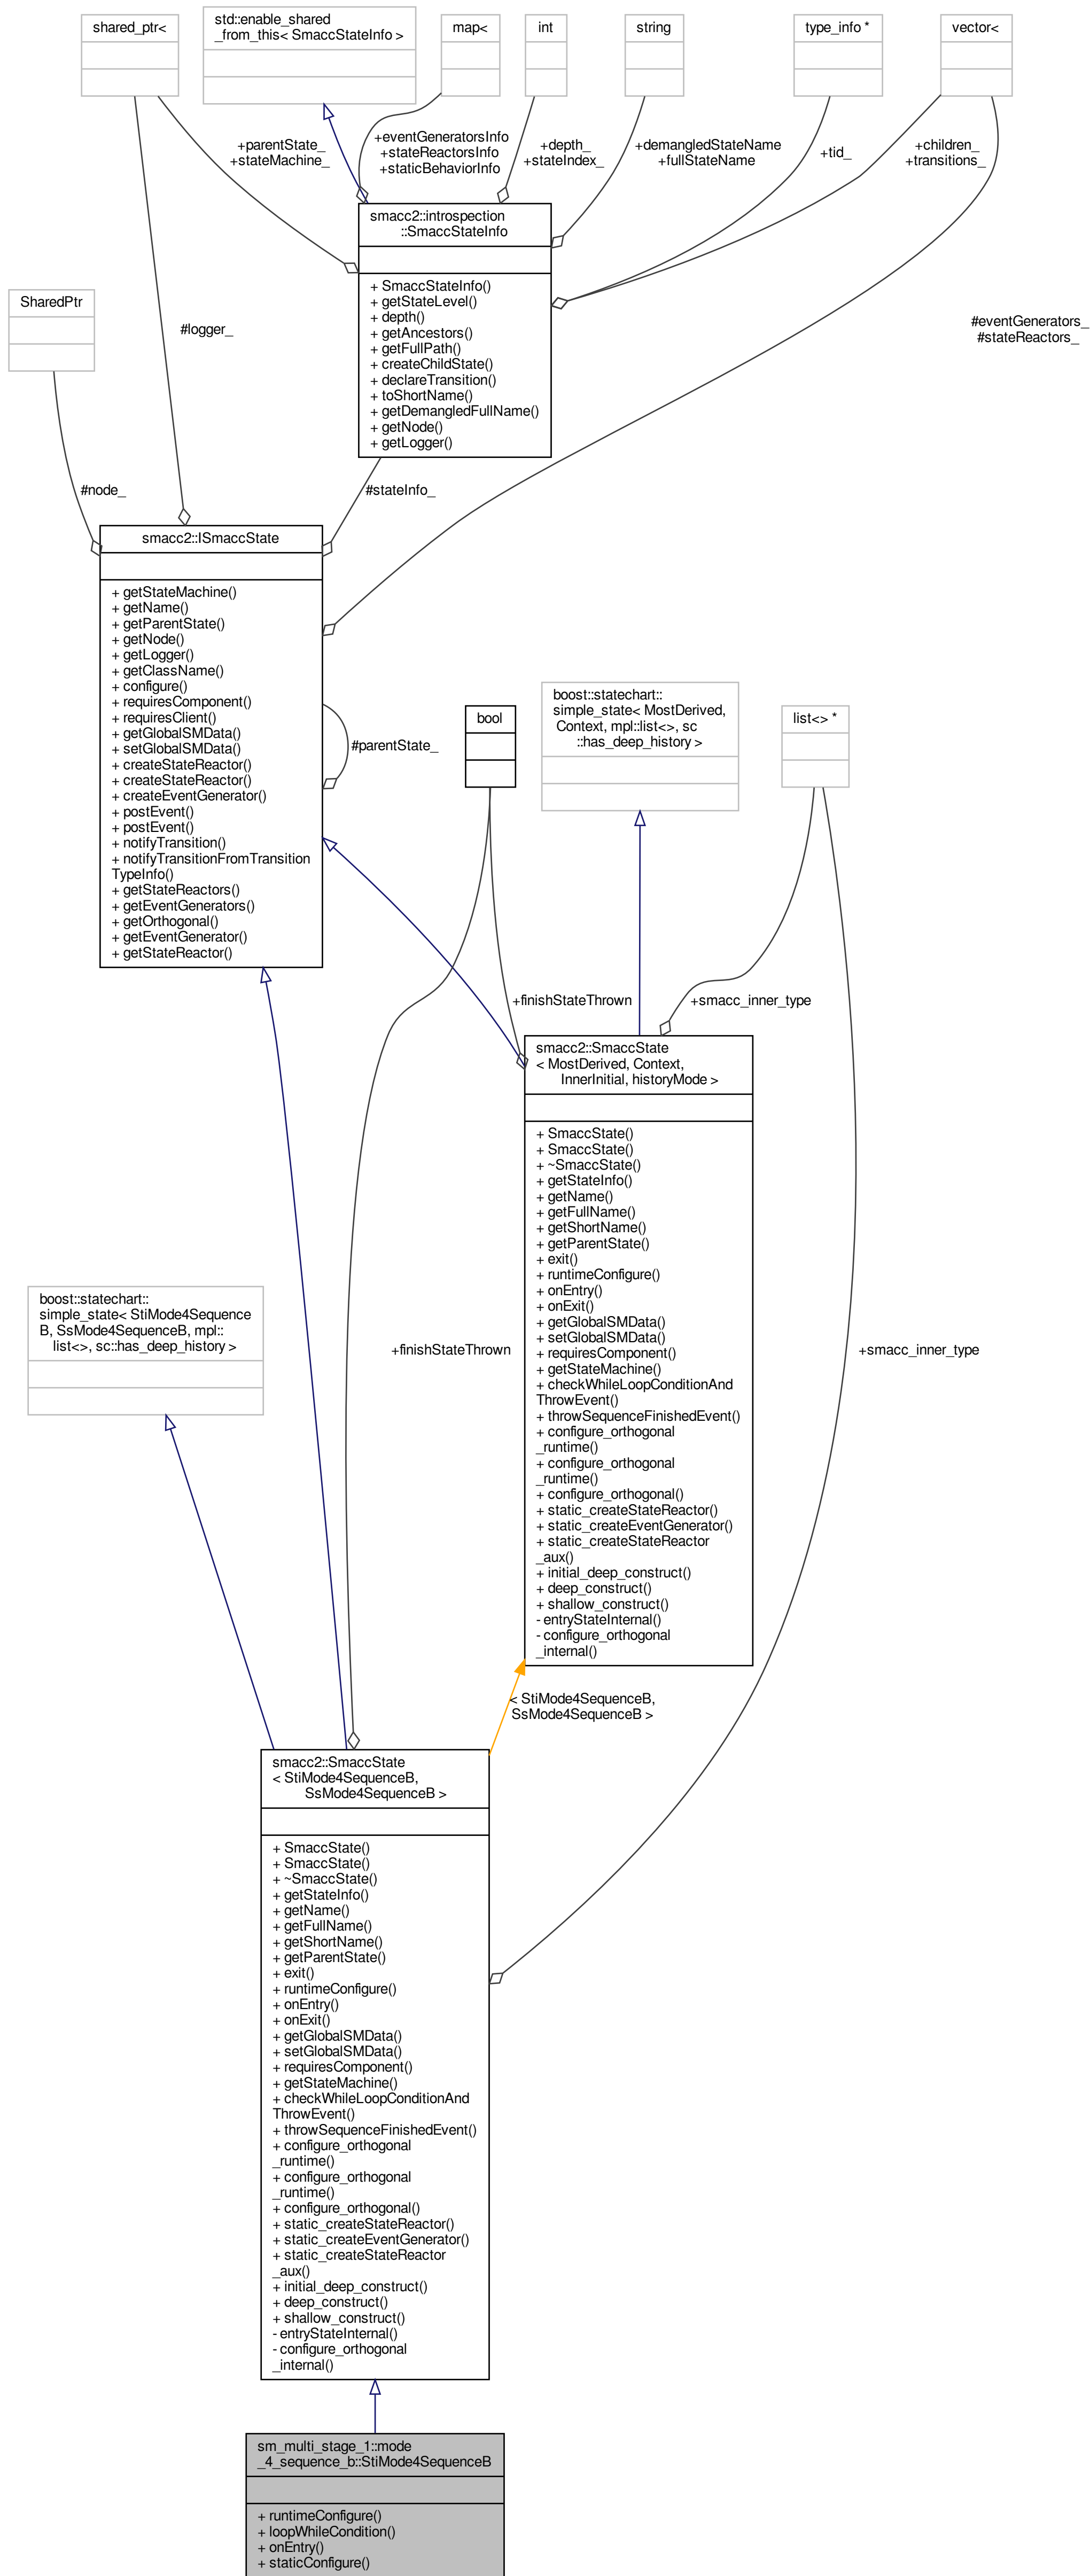 shared_ptr<
std::enable_shared
_from_this< SmaccStateInfo >
map<
int
string
type_info *
vector<
+parentState_
+stateMachine_
+eventGeneratorsInfo
+stateReactorsInfo
+staticBehaviorInfo
+depth_
+stateIndex_
+demangledStateName
+fullStateName
+tid_
+children_
+transitions_
smacc2::introspection
::SmaccStateInfo
+ SmaccStateInfo()
+ getStateLevel()
+ depth()
+ getAncestors()
+ getFullPath()
+ createChildState()
+ declareTransition()
+ toShortName()
+ getDemangledFullName()
+ getNode()
+ getLogger()
SharedPtr
#logger_
#eventGenerators_
#stateReactors_
#node_
#stateInfo_
smacc2::ISmaccState
+ getStateMachine()
+ getName()
+ getParentState()
+ getNode()
+ getLogger()
+ getClassName()
+ configure()
+ requiresComponent()
+ requiresClient()
+ getGlobalSMData()
+ setGlobalSMData()
+ createStateReactor()
+ createStateReactor()
+ createEventGenerator()
+ postEvent()
+ postEvent()
+ notifyTransition()
+ notifyTransitionFromTransition
TypeInfo()
+ getStateReactors()
+ getEventGenerators()
+ getOrthogonal()
+ getEventGenerator()
+ getStateReactor()
#parentState_
bool
boost::statechart::
simple_state< MostDerived,
Context, mpl::list<>, sc
::has_deep_history >
list<> *
+finishStateThrown
+smacc_inner_type
smacc2::SmaccState
< MostDerived, Context,
InnerInitial, historyMode >
+ SmaccState()
+ SmaccState()
+ ~SmaccState()
+ getStateInfo()
+ getName()
+ getFullName()
+ getShortName()
+ getParentState()
+ exit()
+ runtimeConfigure()
+ onEntry()
+ onExit()
+ getGlobalSMData()
+ setGlobalSMData()
+ requiresComponent()
+ getStateMachine()
+ checkWhileLoopConditionAnd
ThrowEvent()
+ throwSequenceFinishedEvent()
+ configure_orthogonal
_runtime()
+ configure_orthogonal
_runtime()
+ configure_orthogonal()
+ static_createStateReactor()
+ static_createEventGenerator()
+ static_createStateReactor
_aux()
+ initial_deep_construct()
+ deep_construct()
+ shallow_construct()
- entryStateInternal()
- configure_orthogonal
_internal()
boost::statechart::
simple_state< StiMode4Sequence
B, SsMode4SequenceB, mpl::
list<>, sc::has_deep_history >
+finishStateThrown
+smacc_inner_type
< StiMode4SequenceB,
SsMode4SequenceB >
smacc2::SmaccState
< StiMode4SequenceB,
SsMode4SequenceB >
+ SmaccState()
+ SmaccState()
+ ~SmaccState()
+ getStateInfo()
+ getName()
+ getFullName()
+ getShortName()
+ getParentState()
+ exit()
+ runtimeConfigure()
+ onEntry()
+ onExit()
+ getGlobalSMData()
+ setGlobalSMData()
+ requiresComponent()
+ getStateMachine()
+ checkWhileLoopConditionAnd
ThrowEvent()
+ throwSequenceFinishedEvent()
+ configure_orthogonal
_runtime()
+ configure_orthogonal
_runtime()
+ configure_orthogonal()
+ static_createStateReactor()
+ static_createEventGenerator()
+ static_createStateReactor
_aux()
+ initial_deep_construct()
+ deep_construct()
+ shallow_construct()
- entryStateInternal()
- configure_orthogonal
_internal()
sm_multi_stage_1::mode
_4_sequence_b::StiMode4SequenceB
+ runtimeConfigure()
+ loopWhileCondition()
+ onEntry()
+ staticConfigure()